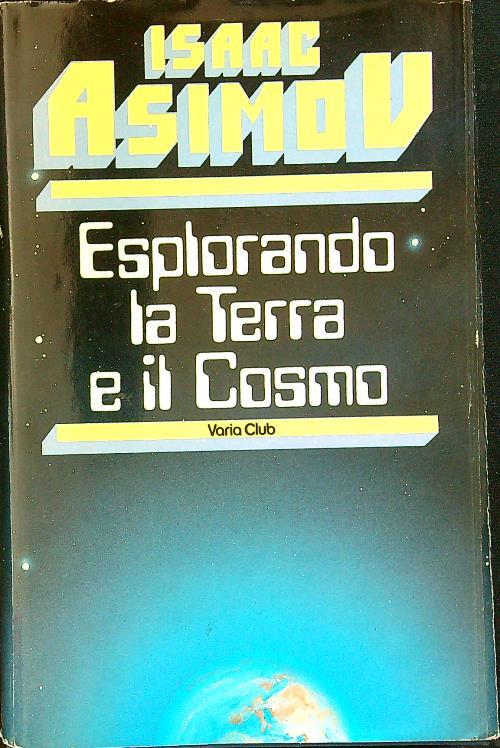 ISAAC
ASIMOV
Esplorando
la Terra
e il Cosmo
Varia Club